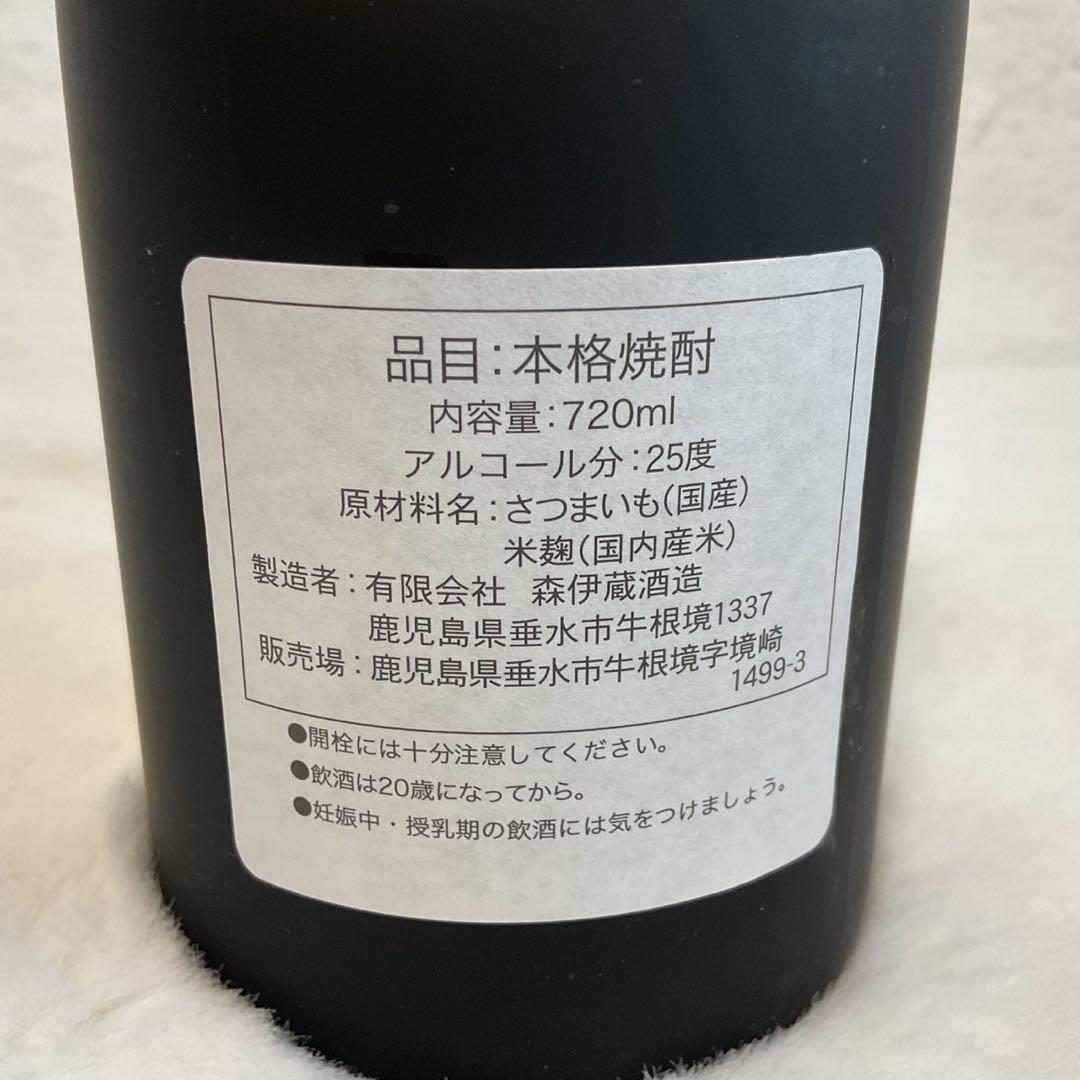 品目:本格焼酎
内容量:720ml
アルコール分:25度
原材料名:さつまいも(国産)
米麹(国内産米)
製造者:有限会社 森伊蔵酒造
鹿児島県垂水市牛根境1337
販売場:鹿児島県垂水市牛根境字境崎
1499-3
●開栓には十分注意してください。
●飲酒は20歳になってから。
●妊娠中・授乳期の飲酒には気をつけましょう。